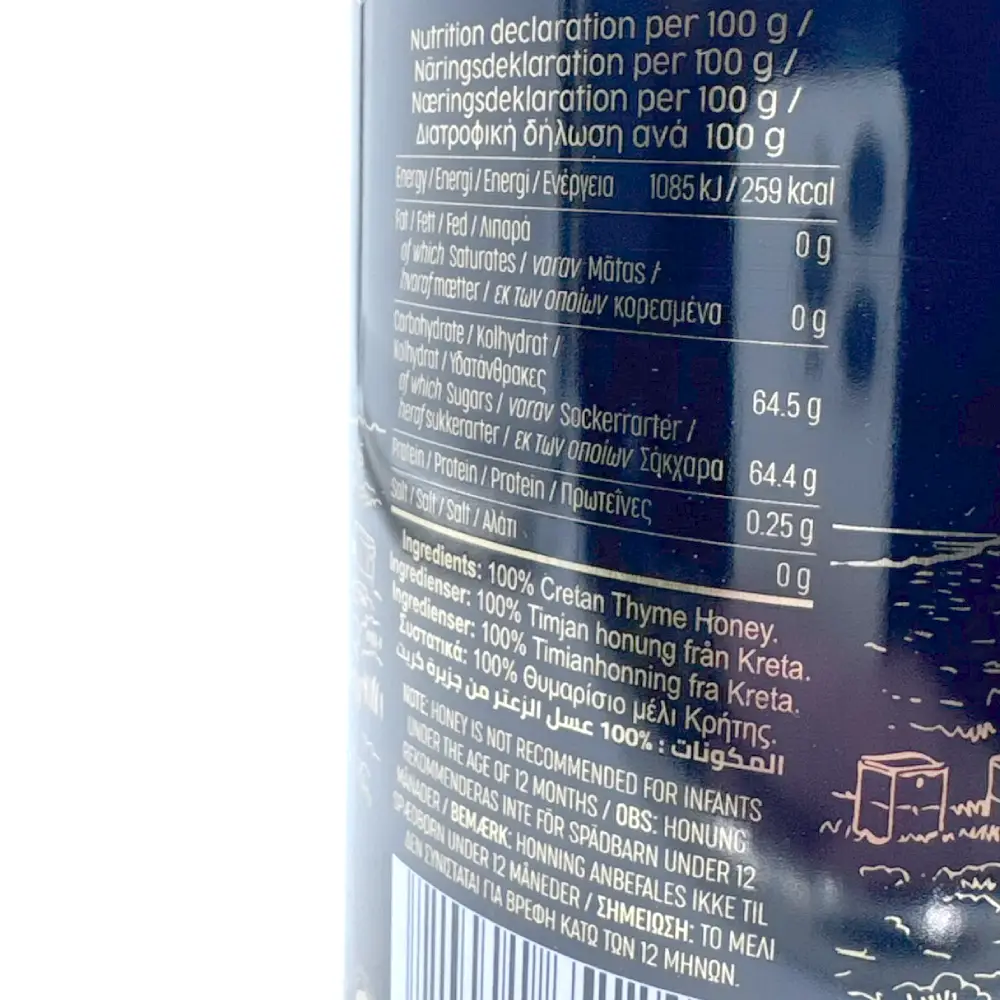 Nutrition declaration per 100 g /
Näringsdeklaration per 100 g /
Næringsdeklaration per 100 g /
Διατροφική δήλωση ανά 100 g
Energy / Energi / Energi / Ενέργεια 1085 kJ / 259 kcal
Fat / Fett / Fed / Λιπαρά 0 g
of which Saturates / varav Mätas /
hvoraf mætter / εκ των οποίων κορεσμένα 0 g
Carbohydrate / Kolhydrat /
Kolhydrat / Υδατάνθρακες 64.5 g
of which Sugars / varav Sockerrarter /
heraf sukkerarter / εκ των οποίων Σάκχαρα 64.4 g
Protein / Protein / Protein / Πρωτεΐνες 0.25 g
Salt / Salt / Salt / Αλάτι 0 g
Ingredients: 100% Cretan Thyme Honey.
Ingredienser: 100% Timjan honung från Kreta.
Ingredienser: 100% Timianhonning fra Kreta.
Συστατικά: 100% Θυμαρίσιο μέλι Κρήτης.
المكونات : 100% عسل الزعتر من جزيرة كريت
NOTE: HONEY IS NOT RECOMMENDED FOR INFANTS
UNDER THE AGE OF 12 MONTHS / OBS: HONUNG
REKOMMENDERAS INTE FÖR SPÄDBARN UNDER 12
MÅNADER / BEMÆRK: HONNING ANBEFALES IKKE TIL
SPÆDBORN UNDER 12 MÅNEDER / ΣΗΜΕΙΩΣΗ: ΤΟ ΜΕΛΙ
ΔΕΝ ΣΥΝΙΣΤΑΤΑΙ ΓΙΑ ΒΡΕΦΗ ΚΑΤΩ ΤΩΝ 12 ΜΗΝΩΝ.